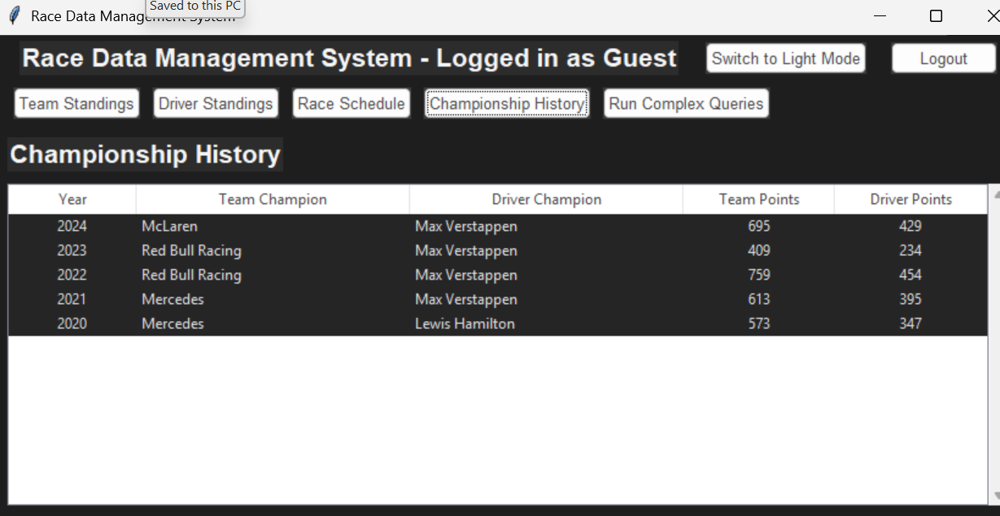 Saved to this PC
Race Data Management System
Race Data Management System - Logged in as Guest
Switch to Light Mode
Logout
Team Standings
Driver Standings
Race Schedule
Championship History
Run Complex Queries
Championship History
Year Team Champion Driver Champion Team Points Driver Points
2024 McLaren Max Verstappen 695 429
2023 Red Bull Racing Max Verstappen 409 234
2022 Red Bull Racing Max Verstappen 759 454
2021 Mercedes Max Verstappen 613 395
2020 Mercedes Lewis Hamilton 573 347